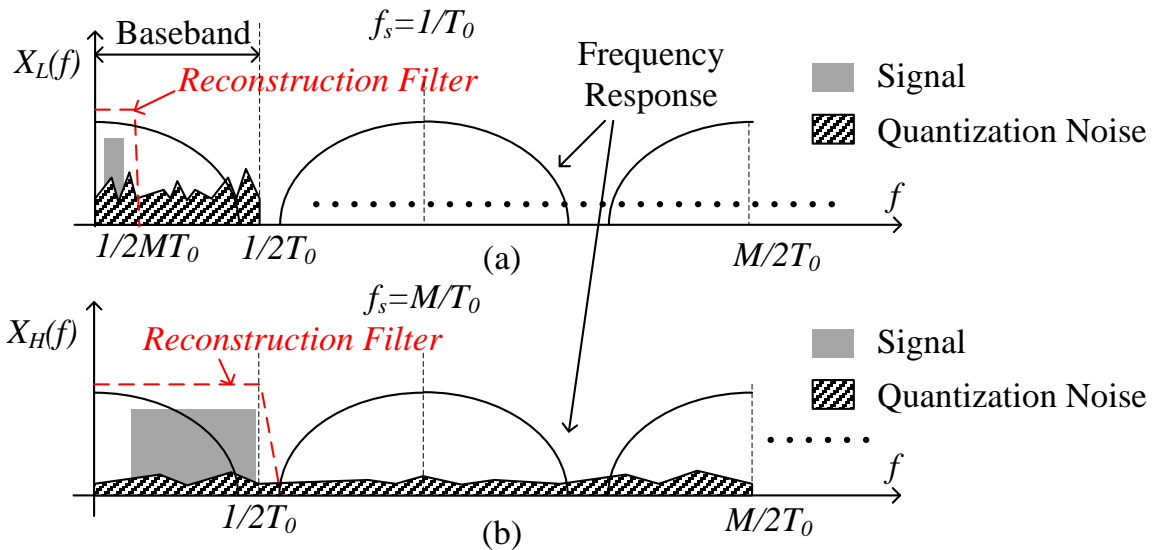 Baseband
f_s=1/T_0
X_L(f)
Reconstruction Filter
Frequency
Response
Signal
Quantization Noise
f
1/2MT_0
1/2T_0
(a)
M/2T_0
f_s=M/T_0
X_H(f)
Reconstruction Filter
Signal
Quantization Noise
f
1/2T_0
(b)
M/2T_0